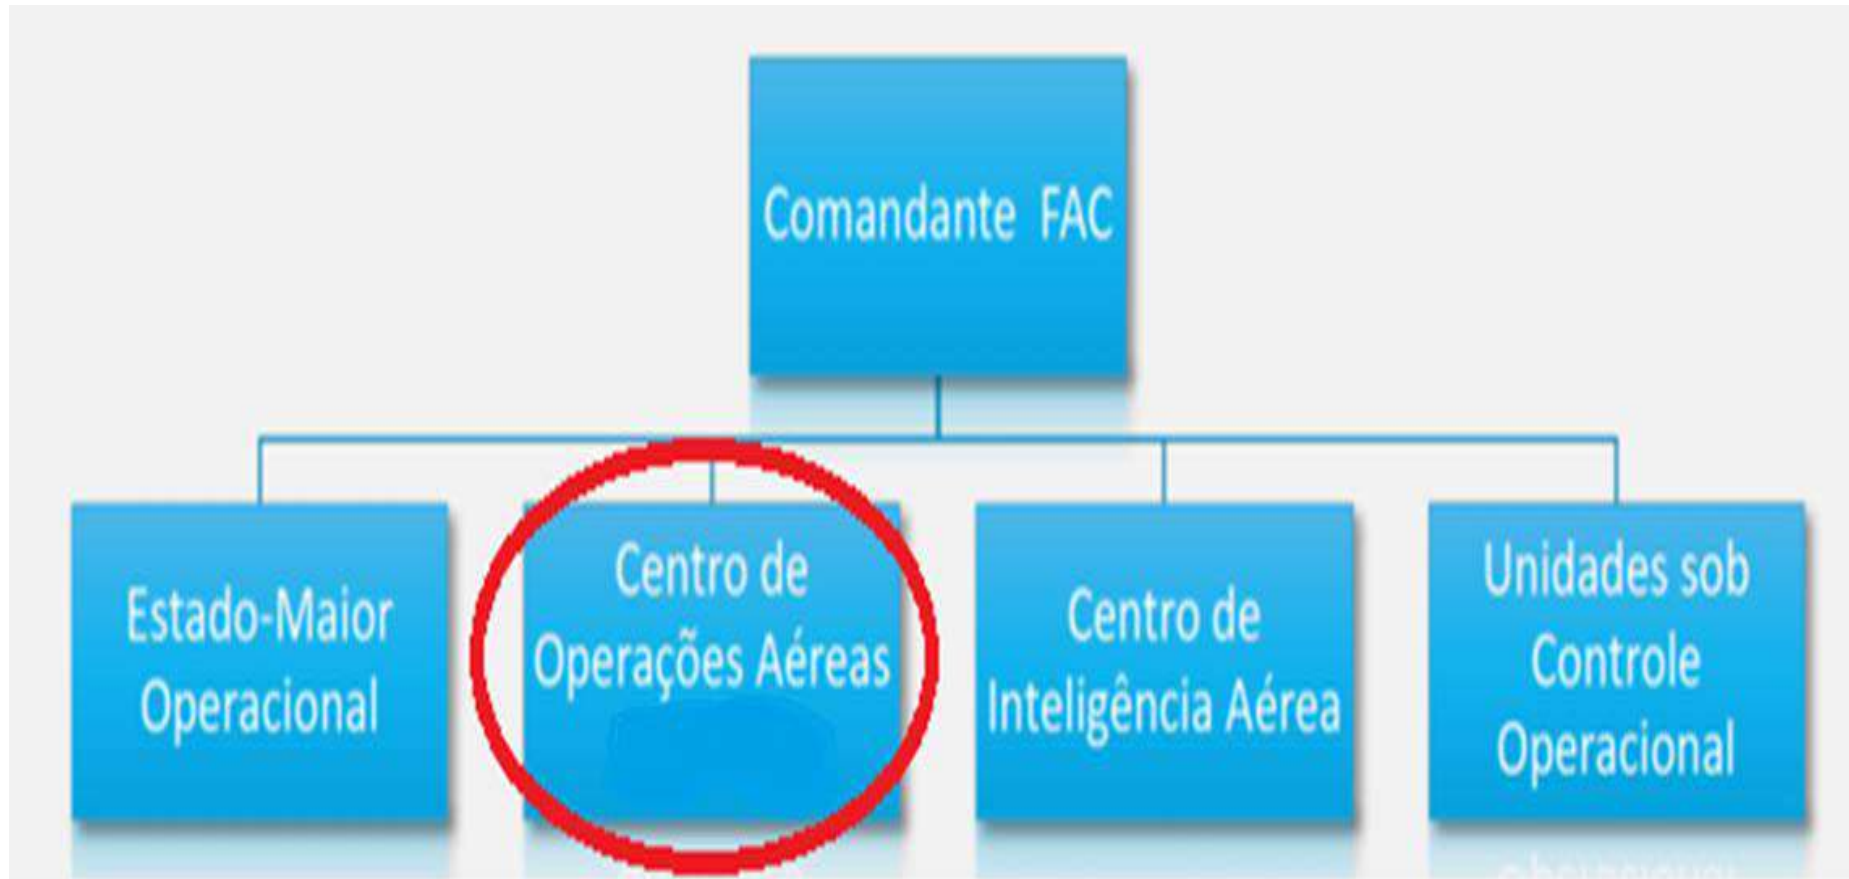 Comandante FAC
Estado-Maior
Operacional
Centro de
Operações Aéreas
Centro de
Inteligência Aérea
Unidades sob
Controle
Operacional